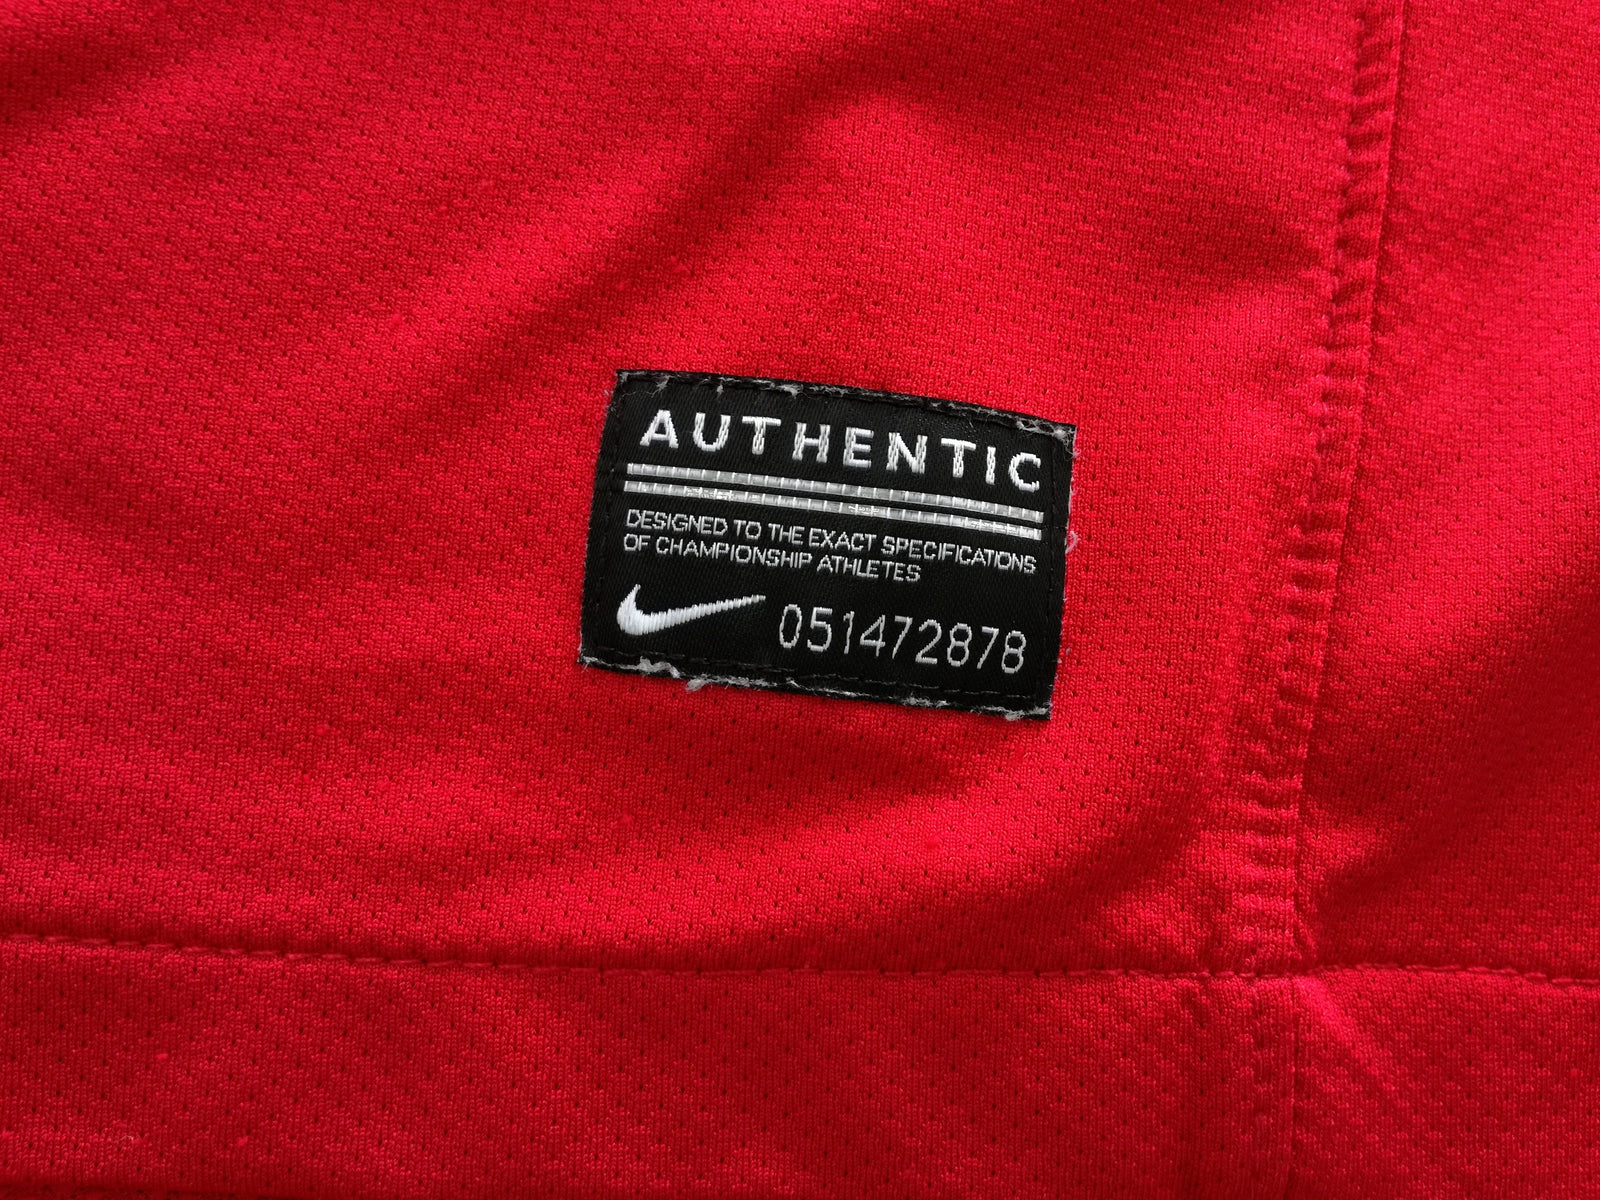 AUTHENTIC
DESIGNED TO THE EXACT SPECIFICATIONS
OF CHAMPIONSHIP ATHLETES
051472878